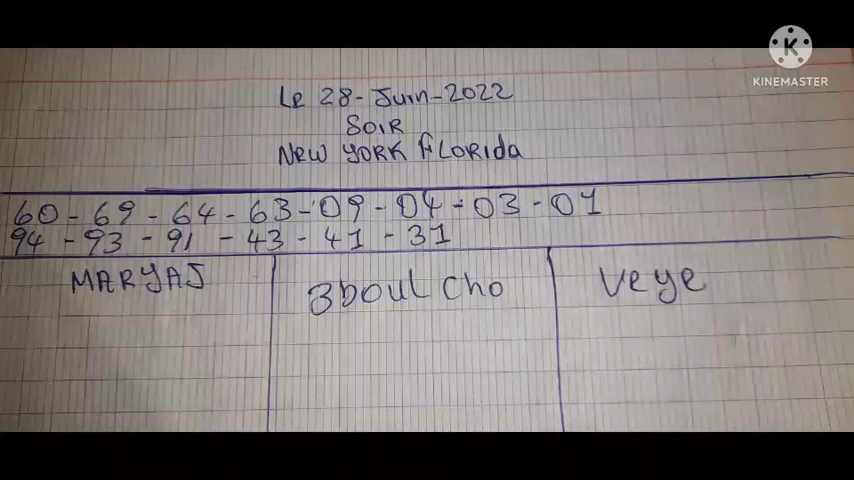 KINEMASTER
Le 28-Juin-2022
SOIR
NEW YORK FLORIda
60-69-64-63-09-04-03-01
94-93-91-43-41-31
MARYAJ
3boul cho
Veye